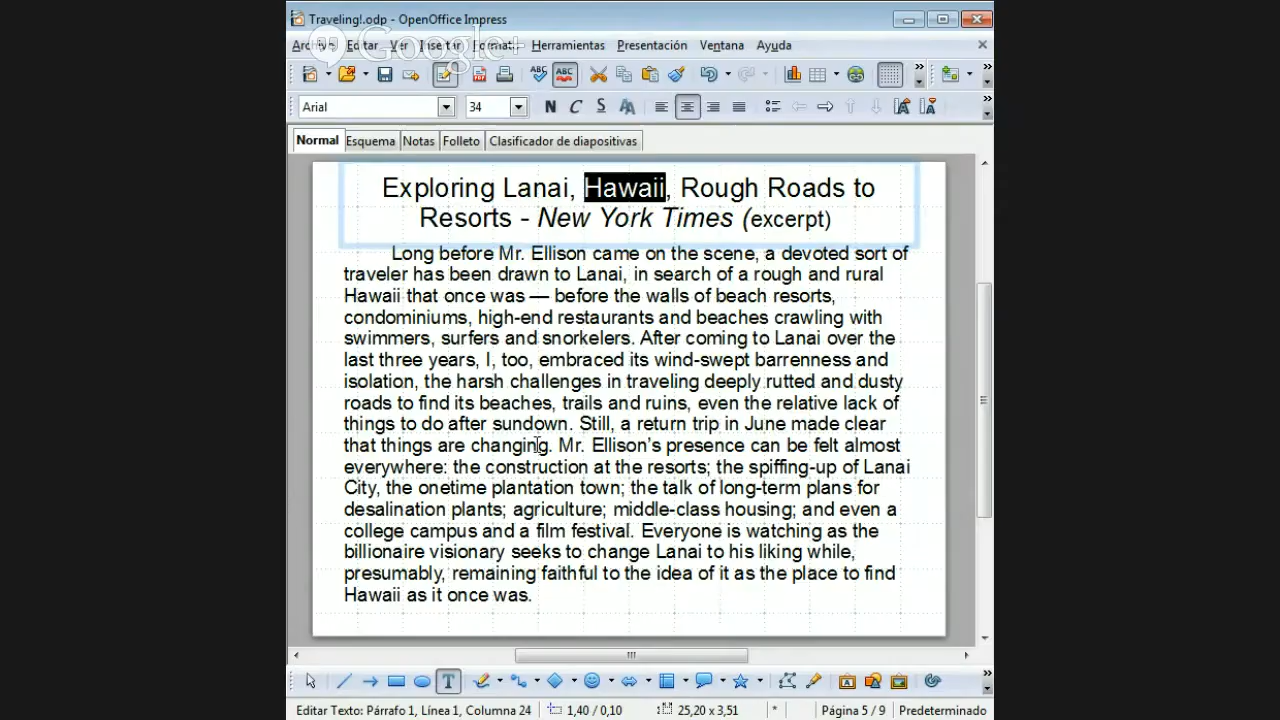 Traveling!.odp - OpenOffice Impress
Archivo Editar Ver Insertar Formato Herramientas Presentación Ventana Ayuda
Google+
Arial 34 N C S
Normal Esquema Notas Folleto Clasificador de diapositivas
Exploring Lanai, Hawaii, Rough Roads to
Resorts - New York Times (excerpt)
Long before Mr. Ellison came on the scene, a devoted sort of
traveler has been drawn to Lanai, in search of a rough and rural
Hawaii that once was — before the walls of beach resorts,
condominiums, high-end restaurants and beaches crawling with
swimmers, surfers and snorkelers. After coming to Lanai over the
last three years, I, too, embraced its wind-swept barrenness and
isolation, the harsh challenges in traveling deeply rutted and dusty
roads to find its beaches, trails and ruins, even the relative lack of
things to do after sundown. Still, a return trip in June made clear
that things are changing. Mr. Ellison’s presence can be felt almost
everywhere: the construction at the resorts; the spiffing-up of Lanai
City, the onetime plantation town; the talk of long-term plans for
desalination plants; agriculture; middle-class housing; and even a
college campus and a film festival. Everyone is watching as the
billionaire visionary seeks to change Lanai to his liking while,
presumably, remaining faithful to the idea of it as the place to find
Hawaii as it once was.
Editar Texto: Párrafo 1, Línea 1, Columna 24 1,40 / 0,10 25,20 x 3,51 * Página 5 / 9 Predeterminado